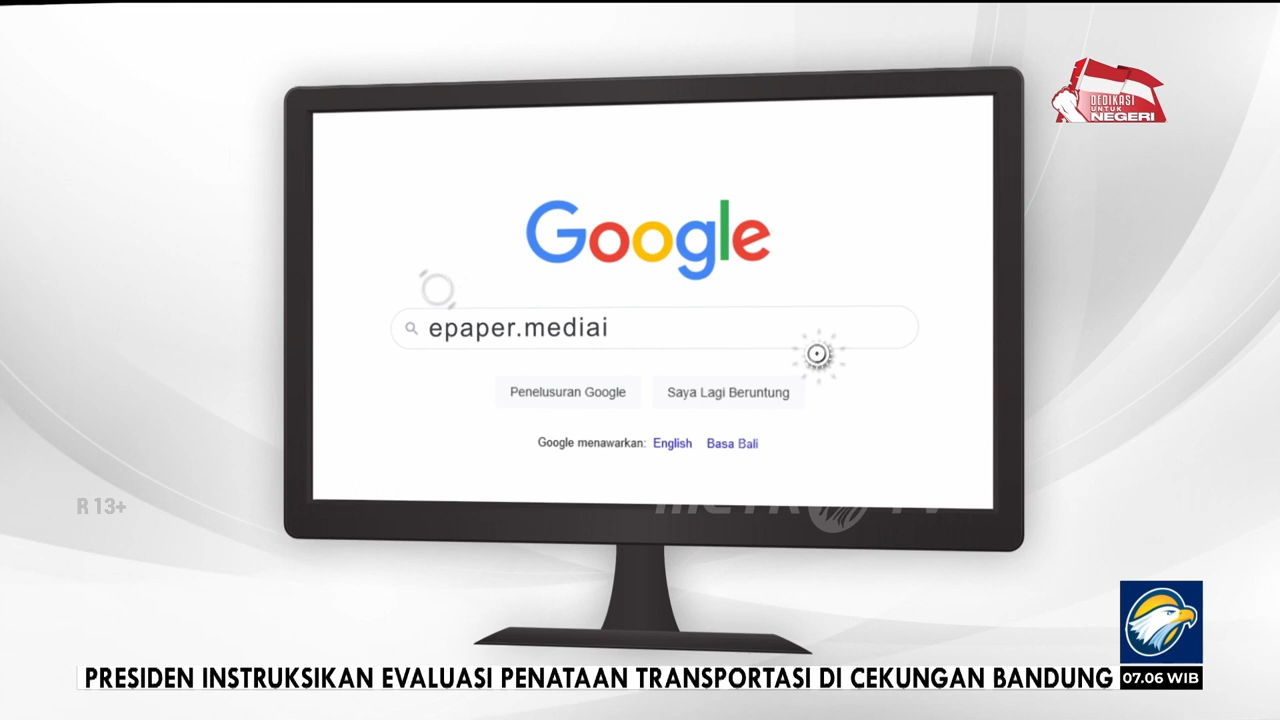 DEDIKASI
UNTUK
NEGERI
Google
epaper.mediai
Penelusuran Google Saya Lagi Beruntung
Google menawarkan: English Basa Bali
R 13+
PRESIDEN INSTRUKSIKAN EVALUASI PENATAAN TRANSPORTASI DI CEKUNGAN BANDUNG
07.06 WIB